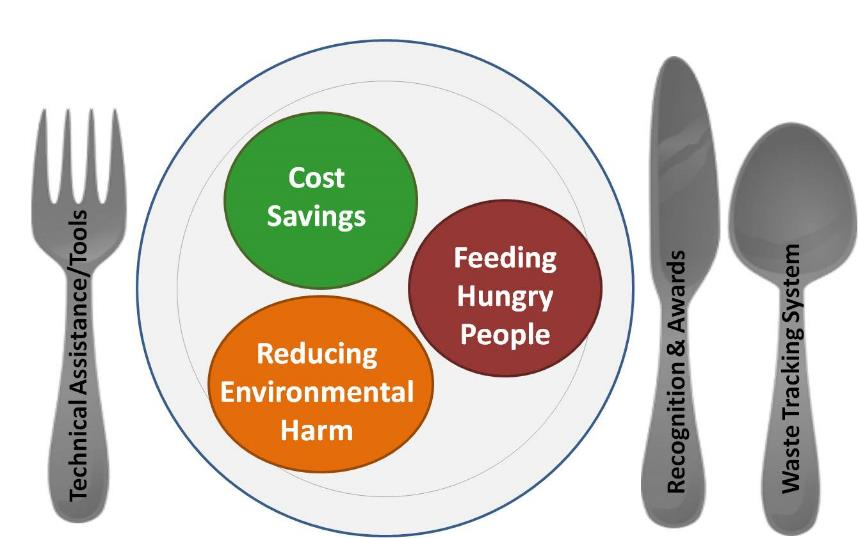 Technical Assistance/Tools
Cost
Savings
Feeding
Hungry
People
Reducing
Environmental
Harm
Recognition & Awards
Waste Tracking System